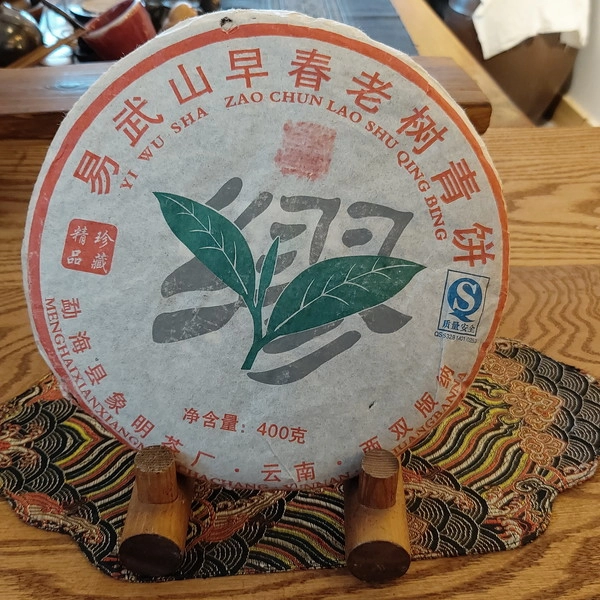 易武山早春老树青饼
YI WU SHA ZAO CHUN LAO SHU QING BING
珍藏
精品
质量安全
净含量：400克
勐海·县象明茶厂·云南·西双版纳